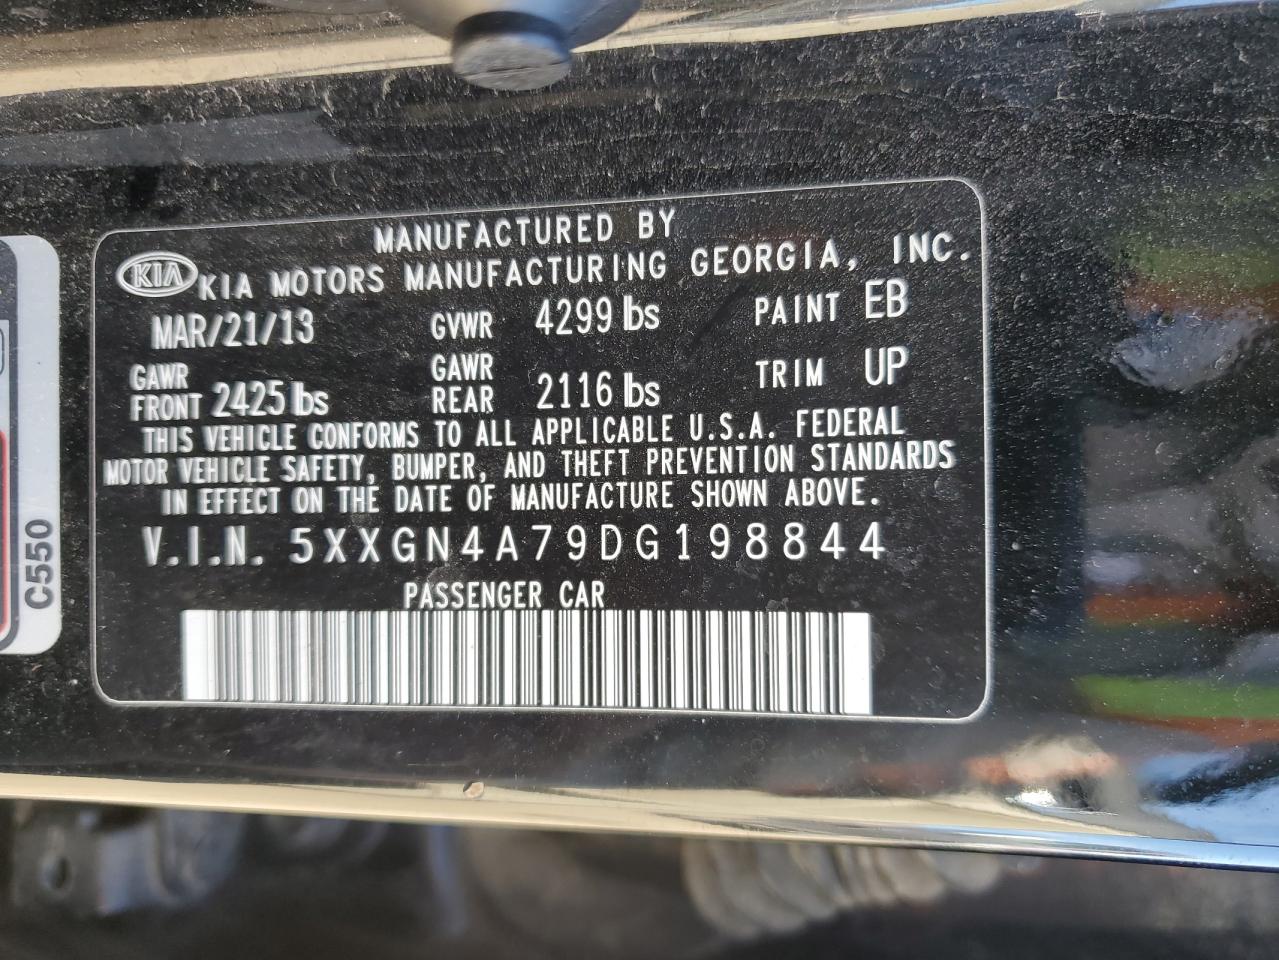 MANUFACTURED BY
KIA KIA MOTORS MANUFACTURING GEORGIA, INC.
MAR/21/13 GVWR 4299 lbs PAINT EB
GAWR FRONT 2425 lbs GAWR REAR 2116 lbs TRIM UP
THIS VEHICLE CONFORMS TO ALL APPLICABLE U.S.A. FEDERAL
MOTOR VEHICLE SAFETY, BUMPER, AND THEFT PREVENTION STANDARDS
IN EFFECT ON THE DATE OF MANUFACTURE SHOWN ABOVE.
V.I.N. 5XXGN4A79DG198844
PASSENGER CAR
C550